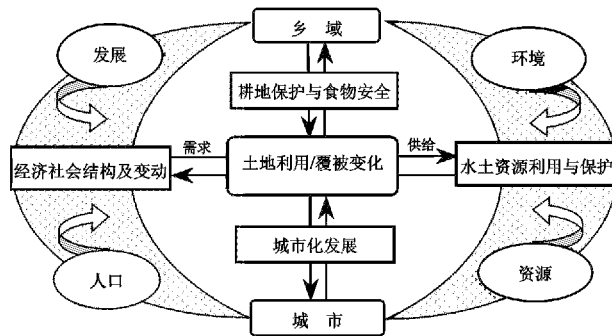 乡 域
发展
环境
耕地保护与食物安全
需求
供给
经济社会结构及变动
土地利用/覆被变化
水土资源利用与保护
城市化发展
人口
资源
城 市